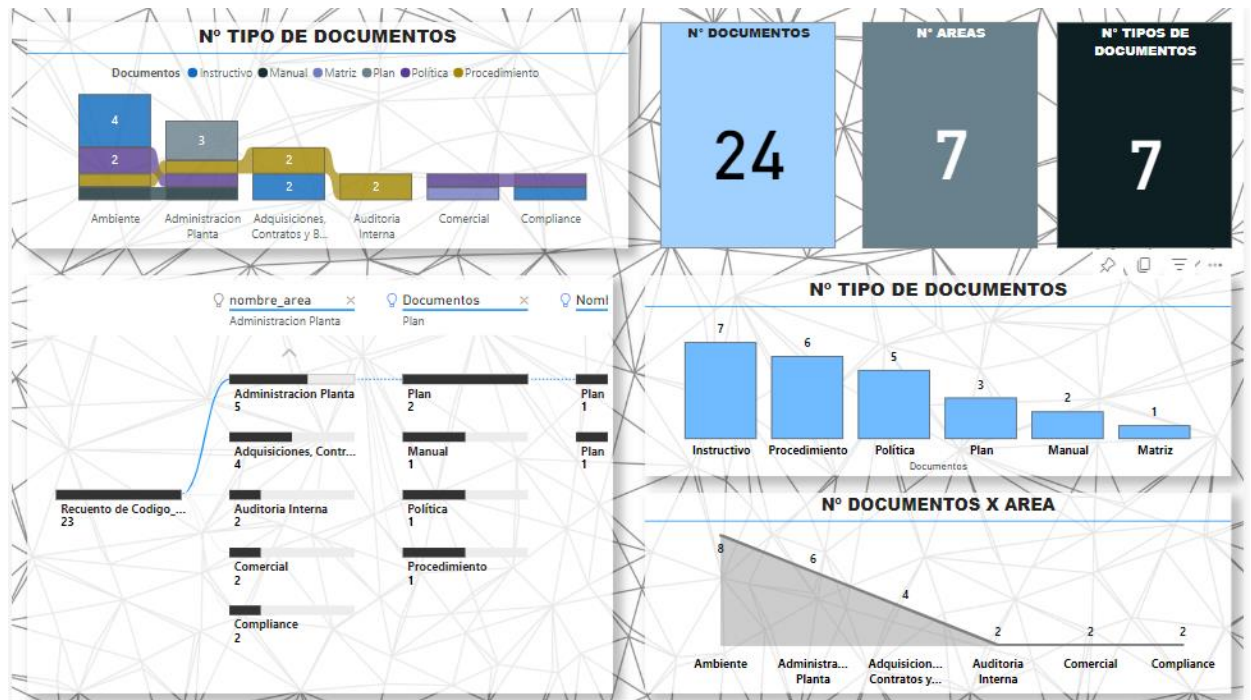 Nº TIPO DE DOCUMENTOS
Documentos Instructivo Manual Matriz Plan Política Procedimiento
4
2
3
2
2
2
Ambiente
Administracion
Planta
Adquisiciones,
Contratos y B...
Auditoria
Interna
Comercial
Compliance
N° DOCUMENTOS
24
N° AREAS
7
N° TIPOS DE
DOCUMENTOS
7
nombre_area
Administracion Planta
Documentos
Plan
Noml
Recuento de Codigo_...
23
Administracion Planta
5
Adquisiciones, Contr...
4
Auditoria Interna
2
Comercial
2
Compliance
2
Plan
2
Manual
1
Política
1
Procedimiento
1
Plan
1
Plan
1
Nº TIPO DE DOCUMENTOS
7
6
5
3
2
1
Instructivo
Procedimiento
Política
Plan
Manual
Matriz
Documentos
Nº DOCUMENTOS X AREA
8
6
4
2
2
2
Ambiente
Administra...
Planta
Adquisicion...
Contratos y...
Auditoria
Interna
Comercial
Compliance